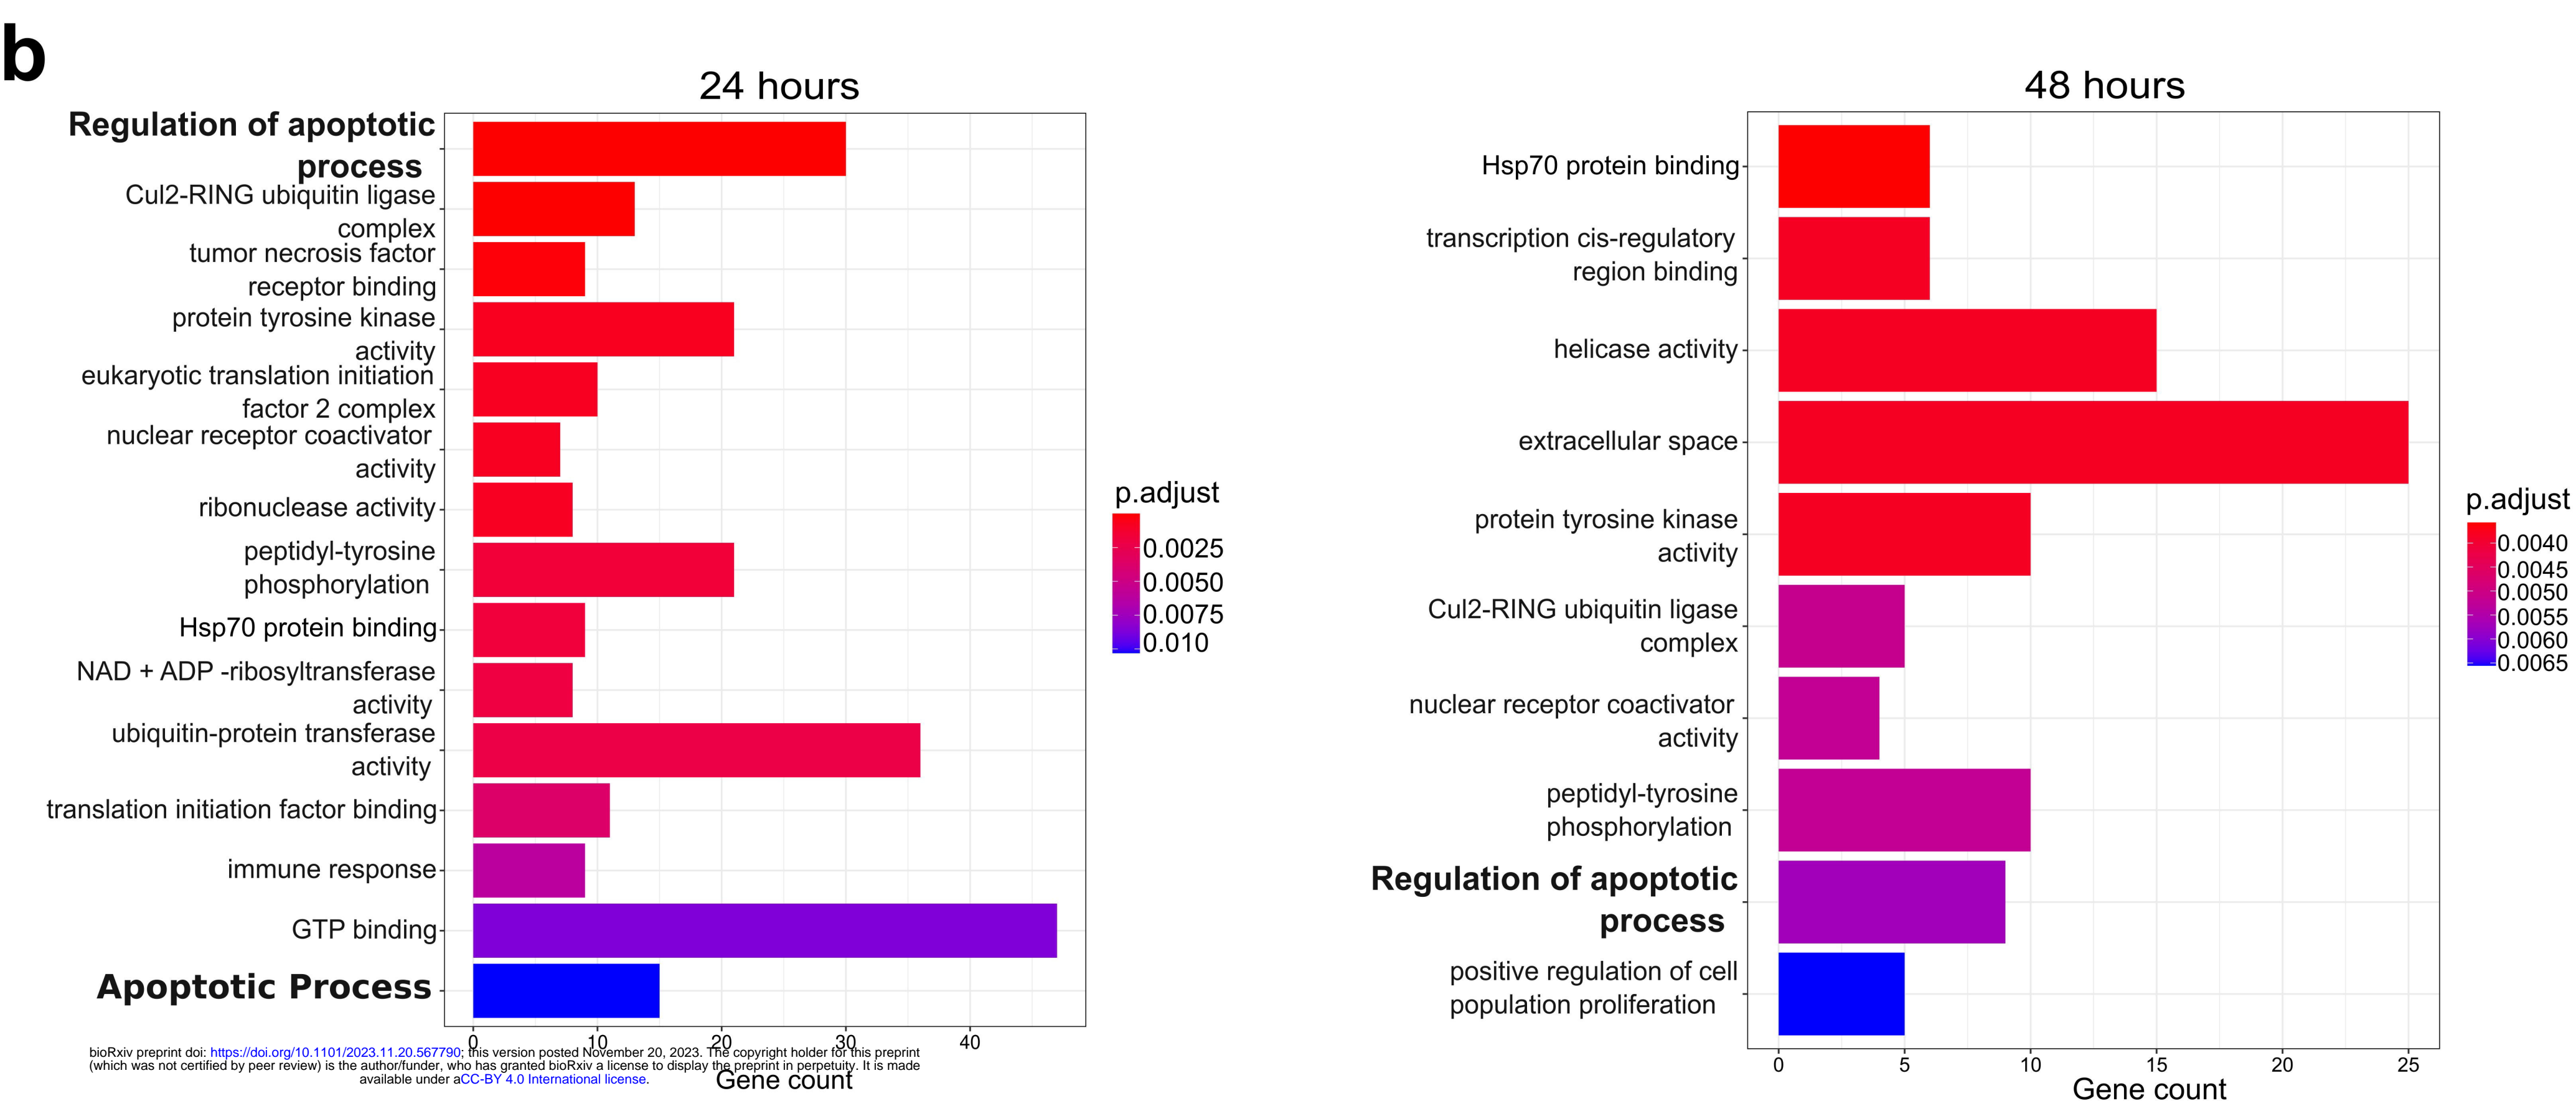 b
24 hours
Regulation of apoptotic
process
Cul2-RING ubiquitin ligase
complex
tumor necrosis factor
receptor binding
protein tyrosine kinase
activity
eukaryotic translation initiation
factor 2 complex
nuclear receptor coactivator
activity
ribonuclease activity
peptidyl-tyrosine
phosphorylation
Hsp70 protein binding
NAD + ADP -ribosyltransferase
activity
ubiquitin-protein transferase
activity
translation initiation factor binding
immune response
GTP binding
Apoptotic Process
0 10 20 30 40
Gene count
p.adjust
0.0025
0.0050
0.0075
0.010
bioRxiv preprint doi: https://doi.org/10.1101/2023.11.20.567790; this version posted November 20, 2023. The copyright holder for this preprint
(which was not certified by peer review) is the author/funder, who has granted bioRxiv a license to display the preprint in perpetuity. It is made
available under aCC-BY 4.0 International license.
48 hours
Hsp70 protein binding
transcription cis-regulatory
region binding
helicase activity
extracellular space
protein tyrosine kinase
activity
Cul2-RING ubiquitin ligase
complex
nuclear receptor coactivator
activity
peptidyl-tyrosine
phosphorylation
Regulation of apoptotic
process
positive regulation of cell
population proliferation
0 5 10 15 20 25
Gene count
p.adjust
0.0040
0.0045
0.0050
0.0055
0.0060
0.0065